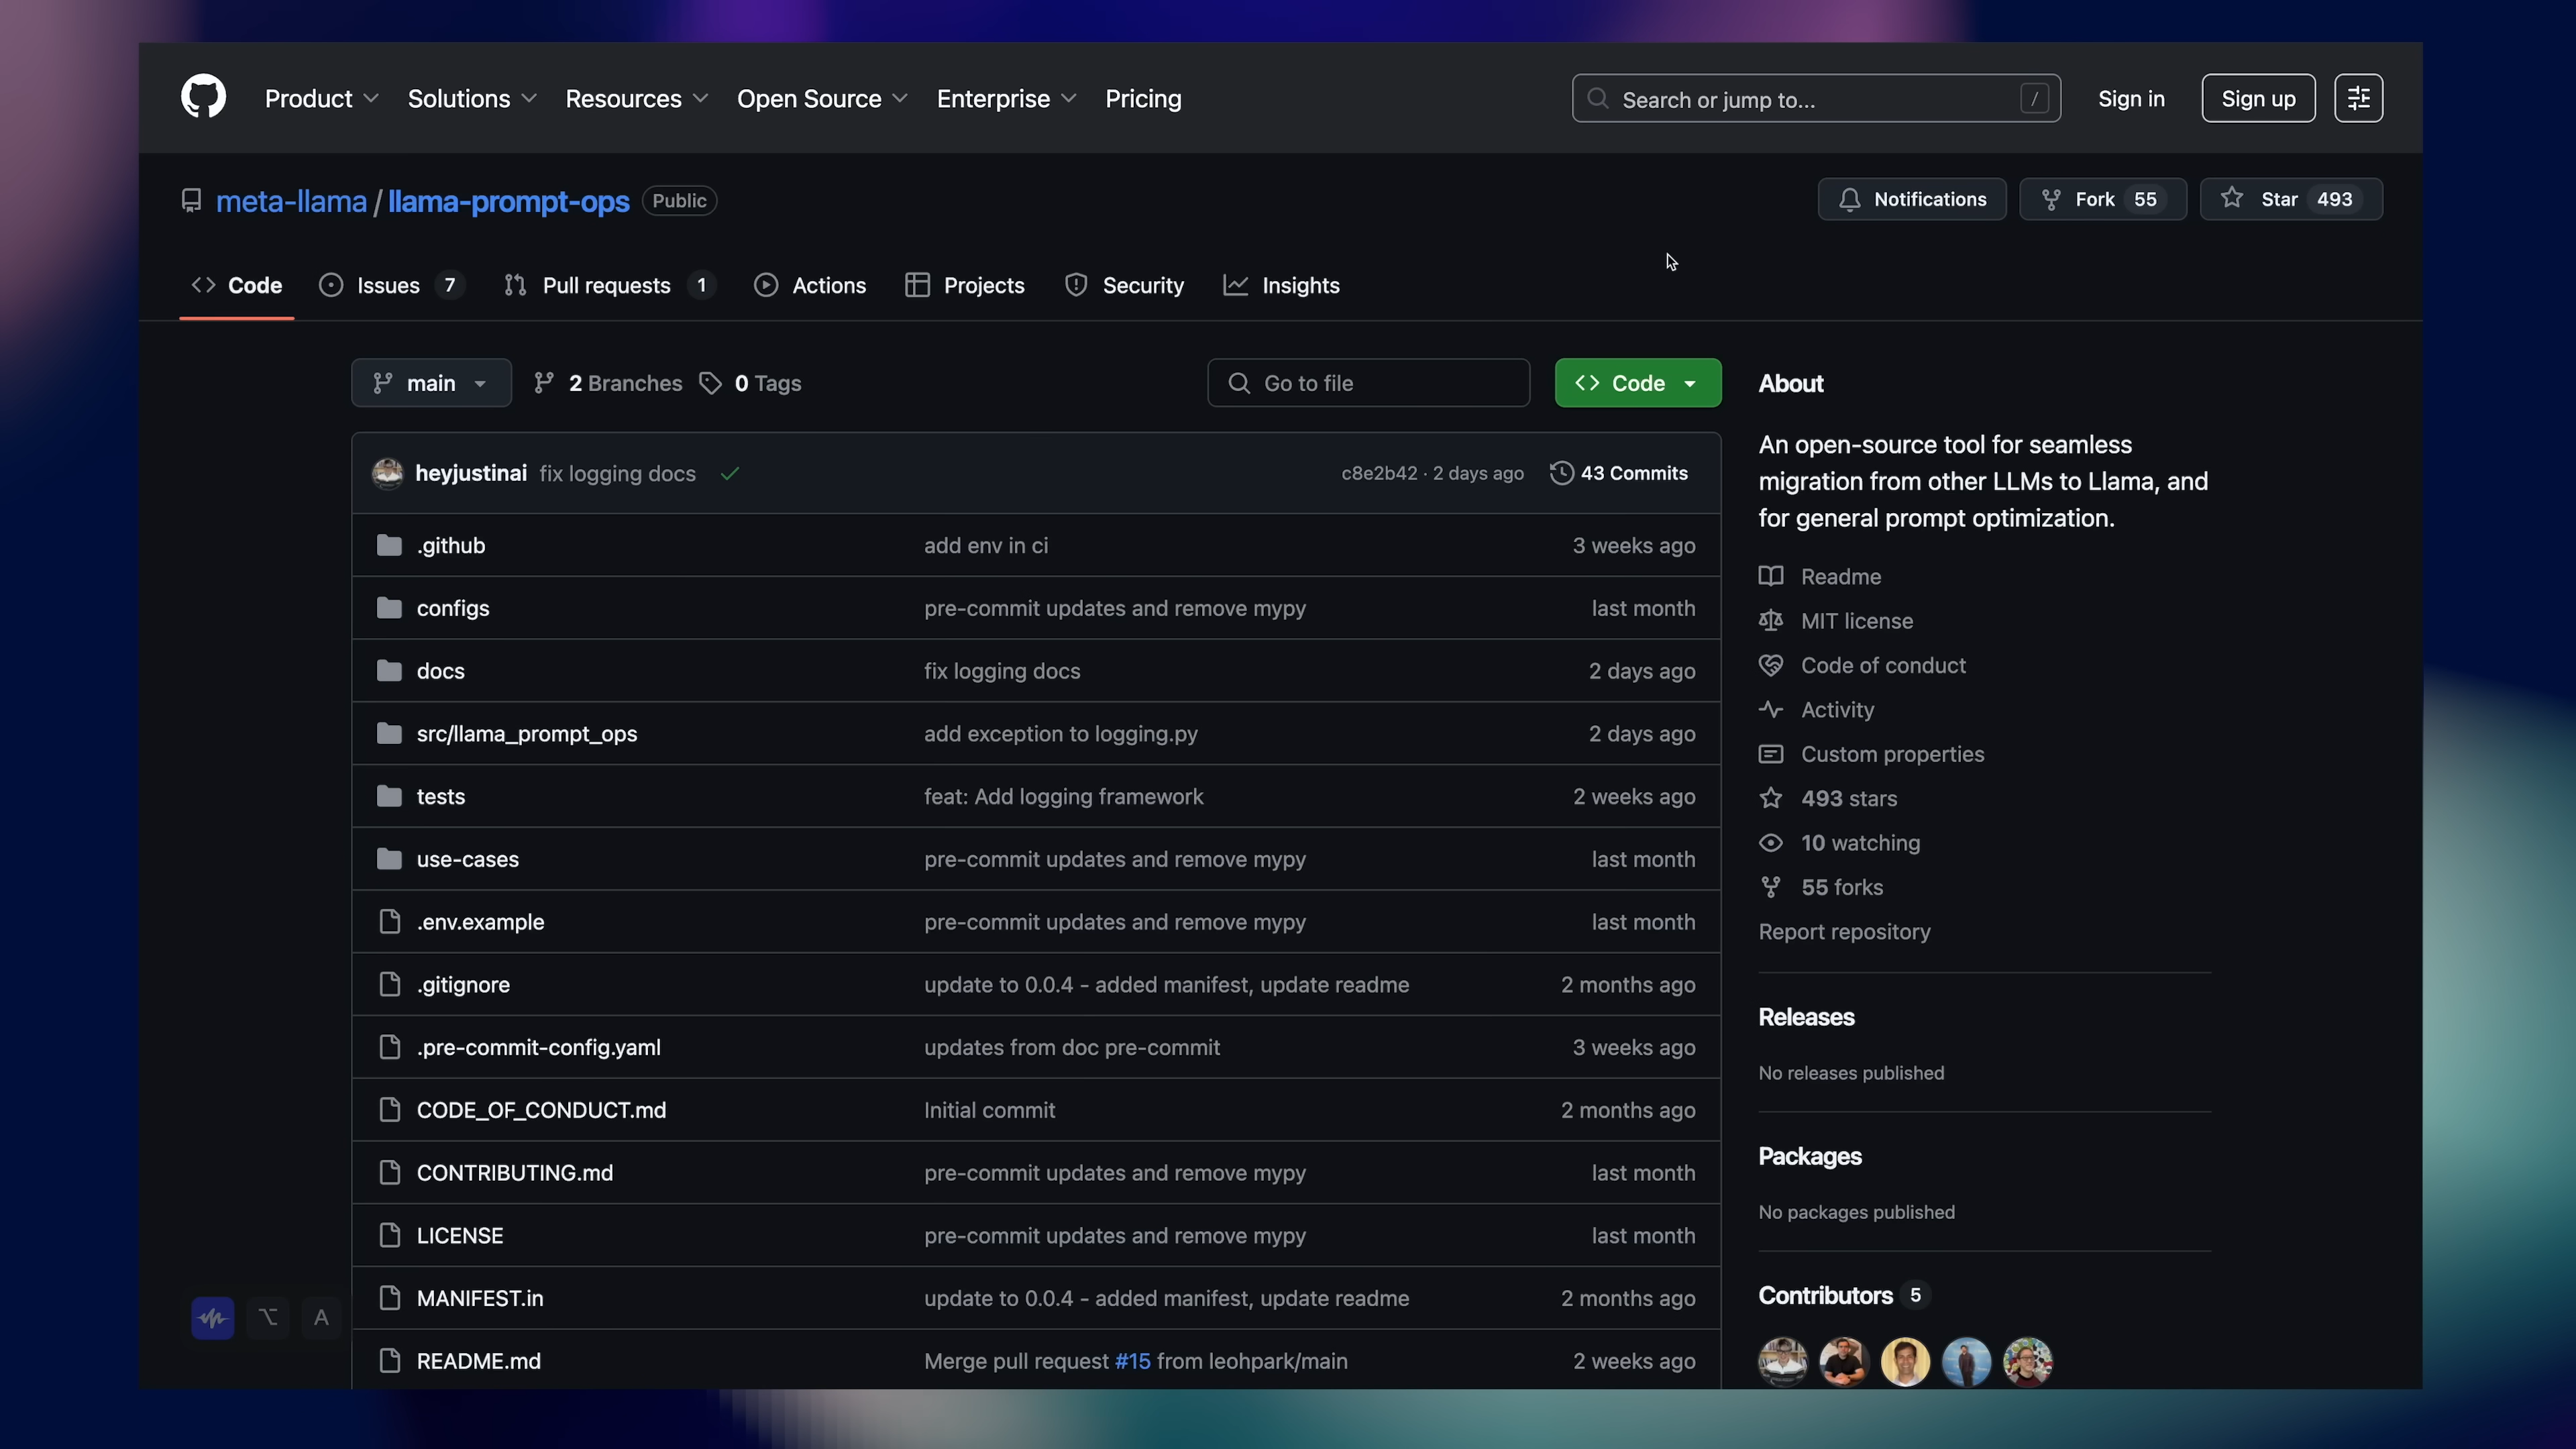 Product Solutions Resources Open Source Enterprise Pricing Search or jump to... / Sign in Sign up
meta-llama / llama-prompt-ops Public Notifications Fork 55 Star 493
Code Issues 7 Pull requests 1 Actions Projects Security Insights
main 2 Branches 0 Tags Go to file Code
heyjustinai fix logging docs c8e2b42 · 2 days ago 43 Commits
.github add env in ci 3 weeks ago
configs pre-commit updates and remove mypy last month
docs fix logging docs 2 days ago
src/llama_prompt_ops add exception to logging.py 2 days ago
tests feat: Add logging framework 2 weeks ago
use-cases pre-commit updates and remove mypy last month
.env.example pre-commit updates and remove mypy last month
.gitignore update to 0.0.4 - added manifest, update readme 2 months ago
.pre-commit-config.yaml updates from doc pre-commit 3 weeks ago
CODE_OF_CONDUCT.md Initial commit 2 months ago
CONTRIBUTING.md pre-commit updates and remove mypy last month
LICENSE pre-commit updates and remove mypy last month
MANIFEST.in update to 0.0.4 - added manifest, update readme 2 months ago
README.md Merge pull request #15 from leohpark/main 2 weeks ago
About
An open-source tool for seamless
migration from other LLMs to Llama, and
for general prompt optimization.
Readme
MIT license
Code of conduct
Activity
Custom properties
493 stars
10 watching
55 forks
Report repository
Releases
No releases published
Packages
No packages published
Contributors 5
⌥ A